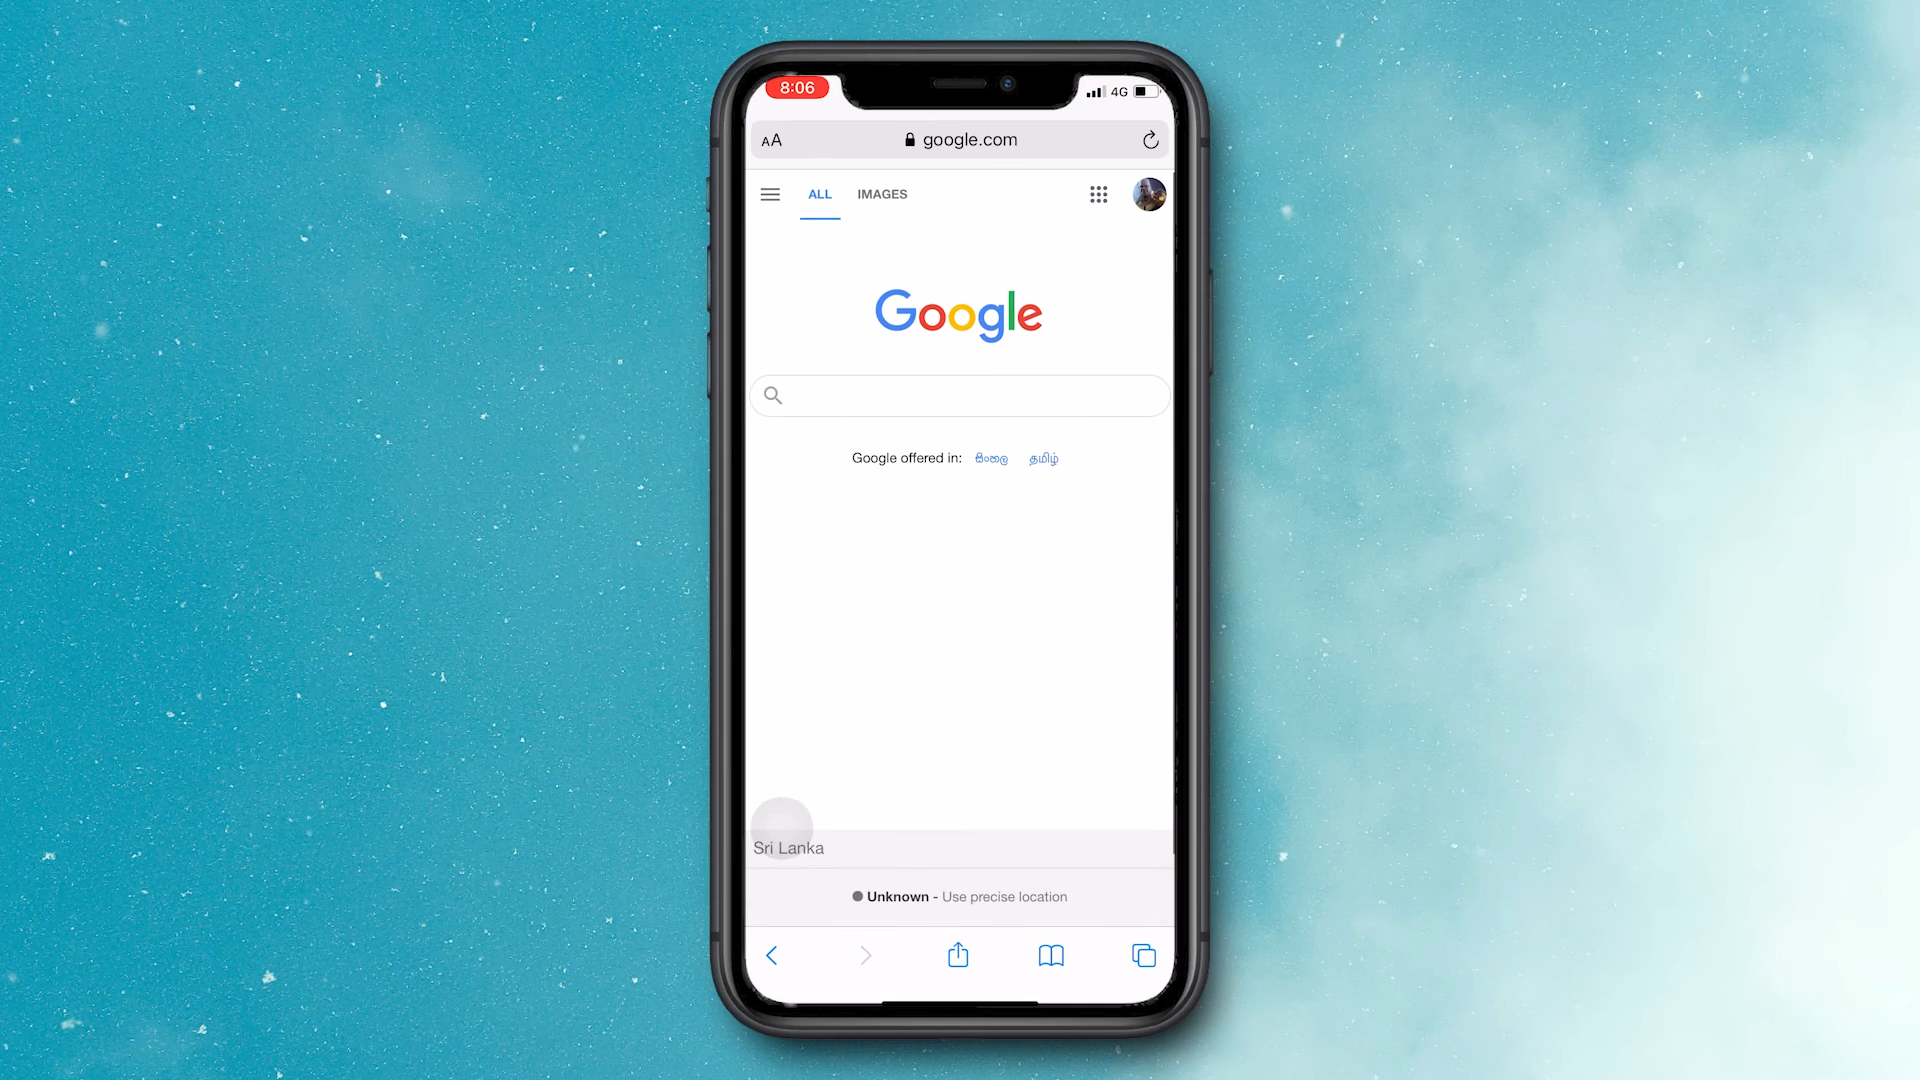 8:06
4G
AA
google.com
ALL IMAGES
Google
Google offered in: සිංහල தமிழ்
Sri Lanka
Unknown - Use precise location